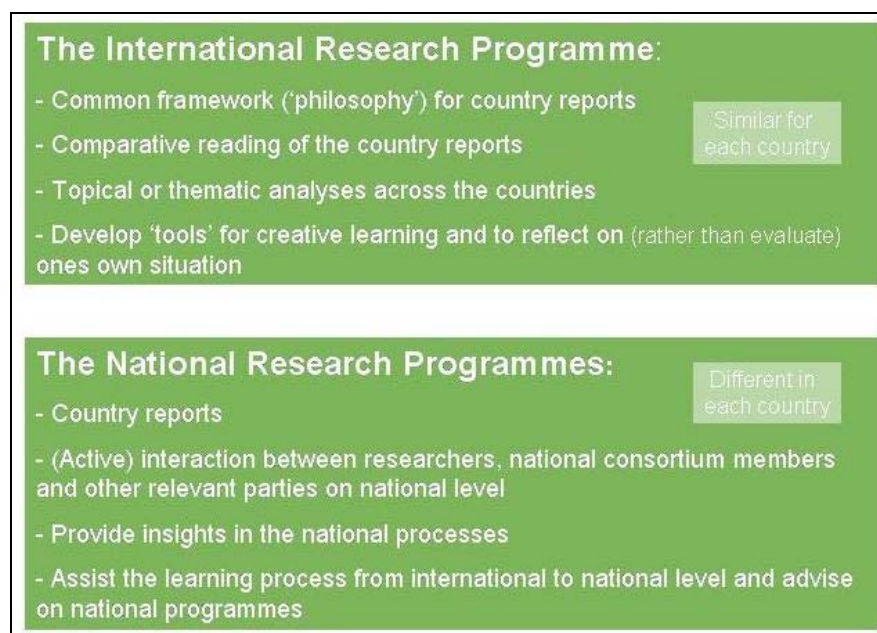 The International Research Programme:
- Common framework (‘philosophy’) for country reports
Similar for
each country
- Comparative reading of the country reports
- Topical or thematic analyses across the countries
- Develop ‘tools’ for creative learning and to reflect on (rather than evaluate)
ones own situation
The National Research Programmes:
Different in
each country
- Country reports
- (Active) interaction between researchers, national consortium members
and other relevant parties on national level
- Provide insights in the national processes
- Assist the learning process from international to national level and advise
on national programmes